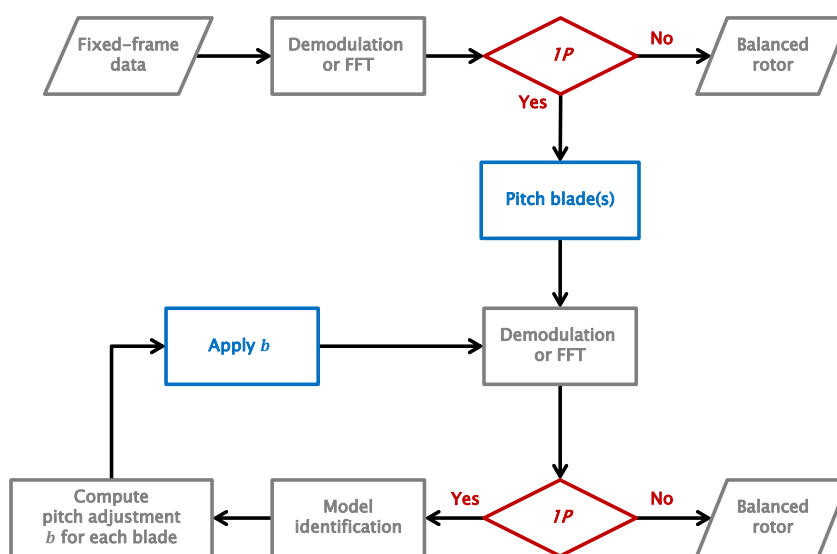 Fixed-frame
data
Demodulation
or FFT
1P
No
Balanced
rotor
Yes
Pitch blade(s)
Apply b
Demodulation
or FFT
Compute
pitch adjustment
b for each blade
Model
identification
Yes
1P
No
Balanced
rotor